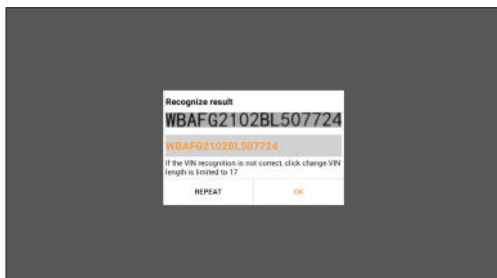 Recognize result
WBAFG2102BL507724
WBAFG2102BL507724
If the VIN recognition is not correct, click change.VIN
length is limited to 17
REPEAT OK